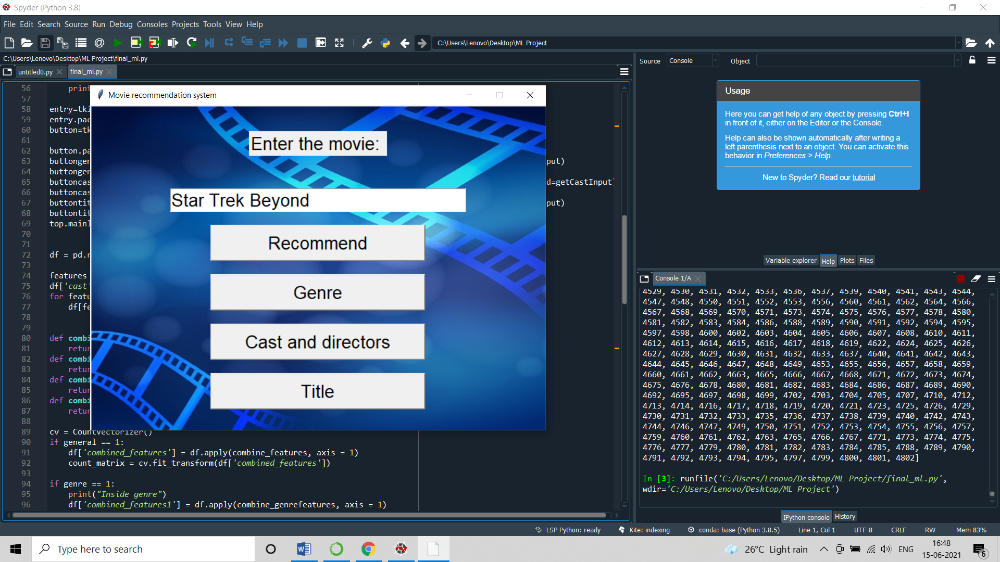 Spyder (Python 3.8)
File Edit Search Source Run Debug Consoles Projects Tools View Help
C:\Users\Lenovo\Desktop\ML Project
C:\Users\Lenovo\Desktop\ML Project\final_ml.py
untitled0.py
final_ml.py
56 print
57
58 entry=tki
59 entry.pac
60 button=tk
61
62 button.pa
63 buttongen put)
64 buttongen
65 buttoncas d=getCastInput)
66 buttoncas
67 buttontit put)
68 buttontit
69 top.mainl
70
71
72 df = pd.r
73
74 features
75 df['cast'
76 for featu
77 df[fe
78
79
80 def combi
81 retur
82 def combi
83 retur
84 def combi
85 retur
86 def combi
87 retur
88
89 cv = CountVectorizer()
90 if general == 1:
91 df['combined_features'] = df.apply(combine_features, axis = 1)
92 count_matrix = cv.fit_transform(df['combined_features'])
93
94 if genre == 1:
95 print("Inside genre")
96 df['combined_features1'] = df.apply(combine_genrefeatures, axis = 1)
Movie recommendation system
Enter the movie:
Star Trek Beyond
Recommend
Genre
Cast and directors
Title
Source Console Object
Usage
Here you can get help of any object by pressing Ctrl+I
in front of it, either on the Editor or the Console.
Help can also be shown automatically after writing a
left parenthesis next to an object. You can activate this
behavior in Preferences > Help.
New to Spyder? Read our tutorial
Variable explorer Help Plots Files
Console 1/A
4529, 4530, 4531, 4532, 4533, 4536, 4537, 4539, 4540, 4541, 4543, 4544,
4547, 4548, 4550, 4551, 4552, 4553, 4556, 4560, 4561, 4562, 4564, 4566,
4567, 4568, 4569, 4570, 4571, 4573, 4574, 4575, 4576, 4577, 4578, 4580,
4581, 4582, 4583, 4584, 4586, 4588, 4589, 4590, 4591, 4592, 4594, 4595,
4597, 4598, 4600, 4602, 4603, 4604, 4605, 4606, 4607, 4608, 4610, 4611,
4612, 4613, 4614, 4615, 4616, 4617, 4618, 4619, 4622, 4624, 4625, 4626,
4627, 4628, 4629, 4630, 4631, 4632, 4633, 4637, 4640, 4641, 4642, 4643,
4644, 4645, 4646, 4647, 4648, 4649, 4653, 4655, 4656, 4657, 4658, 4659,
4660, 4661, 4662, 4663, 4665, 4666, 4667, 4668, 4671, 4672, 4673, 4674,
4675, 4676, 4678, 4680, 4681, 4682, 4683, 4684, 4686, 4687, 4689, 4690,
4692, 4695, 4697, 4698, 4699, 4702, 4703, 4704, 4705, 4707, 4710, 4712,
4713, 4714, 4716, 4717, 4718, 4719, 4720, 4721, 4723, 4725, 4726, 4729,
4730, 4731, 4732, 4733, 4735, 4736, 4737, 4738, 4739, 4740, 4742, 4743,
4744, 4746, 4747, 4749, 4750, 4751, 4752, 4753, 4754, 4755, 4756, 4757,
4759, 4760, 4761, 4762, 4763, 4765, 4766, 4767, 4771, 4773, 4774, 4775,
4776, 4777, 4779, 4780, 4781, 4782, 4783, 4784, 4785, 4788, 4789, 4790,
4791, 4792, 4793, 4794, 4795, 4797, 4799, 4800, 4801, 4802]
In [3]: runfile('C:/Users/Lenovo/Desktop/ML Project/final_ml.py',
wdir='C:/Users/Lenovo/Desktop/ML Project')
IPython console History
LSP Python: ready Kite: indexing conda: base (Python 3.8.5) Line 1, Col 1 UTF-8 CRLF RW Mem 83%
Type here to search
26°C Light rain ENG
16:48
15-06-2021
6